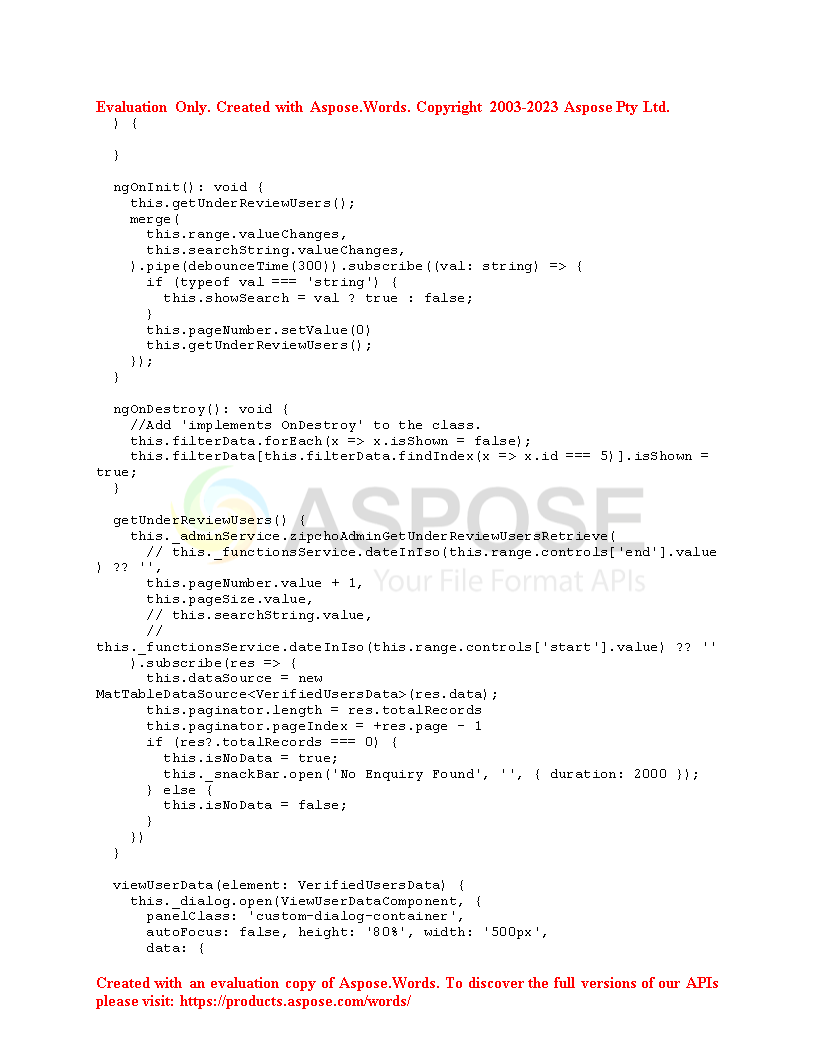 Evaluation Only. Created with Aspose.Words. Copyright 2003-2023 Aspose Pty Ltd.
  ) {

  }

  ngOnInit(): void {
    this.getUnderReviewUsers();
    merge(
      this.range.valueChanges,
      this.searchString.valueChanges,
    ).pipe(debounceTime(300)).subscribe((val: string) => {
      if (typeof val === 'string') {
        this.showSearch = val ? true : false;
      }
      this.pageNumber.setValue(0)
      this.getUnderReviewUsers();
    });
  }

  ngOnDestroy(): void {
    //Add 'implements OnDestroy' to the class.
    this.filterData.forEach(x => x.isShown = false);
    this.filterData[this.filterData.findIndex(x => x.id === 5)].isShown =
true;
  }

  getUnderReviewUsers() {
    this._adminService.zipchoAdminGetUnderReviewUsersRetrieve(
      // this._functionsService.dateInIso(this.range.controls['end'].value
) ?? '',
      this.pageNumber.value + 1,
      this.pageSize.value,
      // this.searchString.value,
      //
this._functionsService.dateInIso(this.range.controls['start'].value) ?? ''
    ).subscribe(res => {
      this.dataSource = new
MatTableDataSource<VerifiedUsersData>(res.data);
      this.paginator.length = res.totalRecords
      this.paginator.pageIndex = +res.page - 1
      if (res?.totalRecords === 0) {
        this.isNoData = true;
        this._snackBar.open('No Enquiry Found', '', { duration: 2000 });
      } else {
        this.isNoData = false;
      }
    })
  }

  viewUserData(element: VerifiedUsersData) {
    this._dialog.open(ViewUserDataComponent, {
      panelClass: 'custom-dialog-container',
      autoFocus: false, height: '80%', width: '500px',
      data: {
ASPOSE
Your File Format APIs
Created with an evaluation copy of Aspose.Words. To discover the full versions of our APIs
please visit: https://products.aspose.com/words/